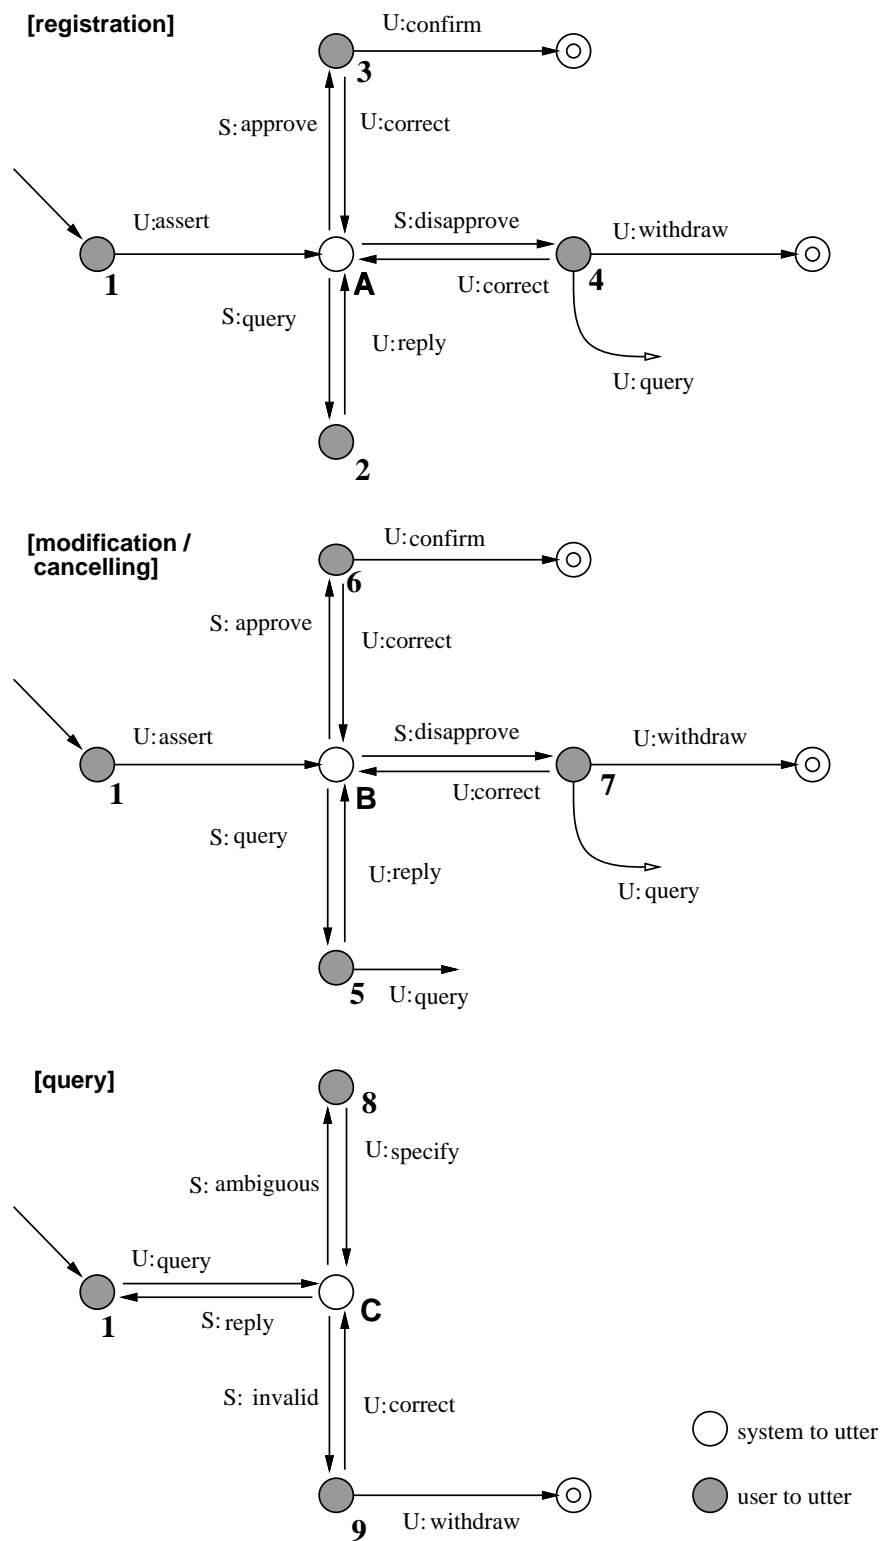 [registration]
U:confirm
3
S:approve
U:correct
U:assert
S:disapprove
U:withdraw
1
A
U:correct
4
S:query
U:reply
U:query
2
[modification /
cancelling]
U:confirm
6
S: approve
U:correct
U:assert
S:disapprove
U:withdraw
1
B
U:correct
7
S: query
U:reply
U:query
5
U:query
[query]
8
U:specify
S: ambiguous
U:query
1
S:reply
C
S: invalid
U:correct
system to utter
9
U:withdraw
user to utter